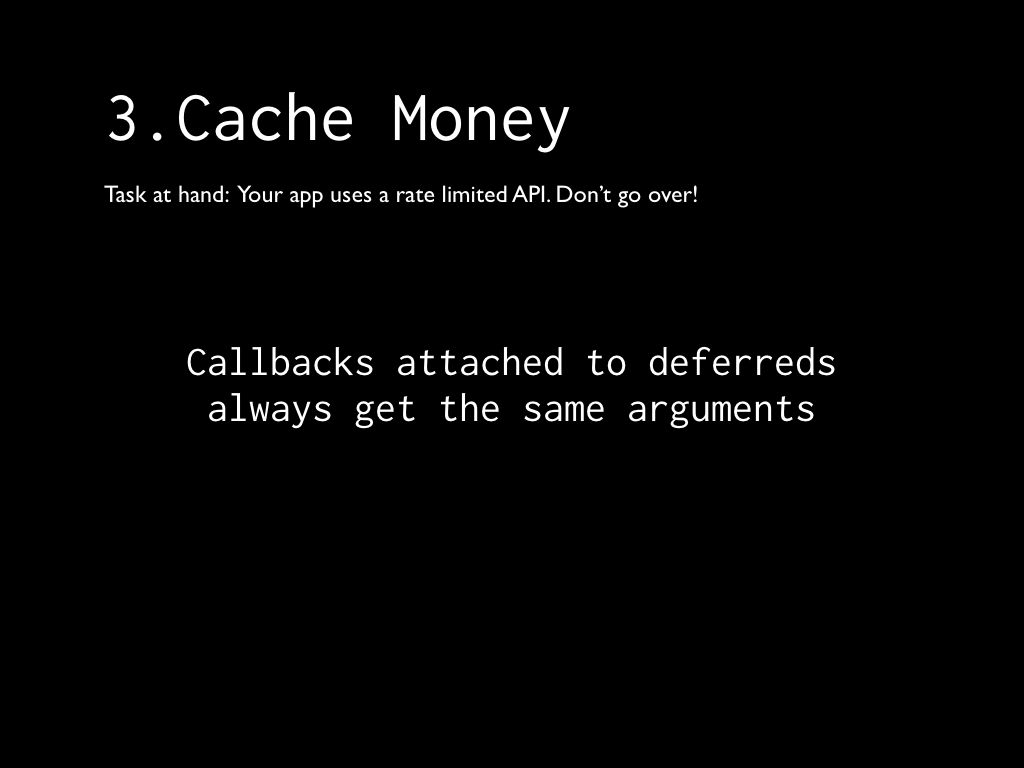 3.Cache Money
Task at hand: Your app uses a rate limited API. Don’t go over!
Callbacks attached to deferreds
always get the same arguments